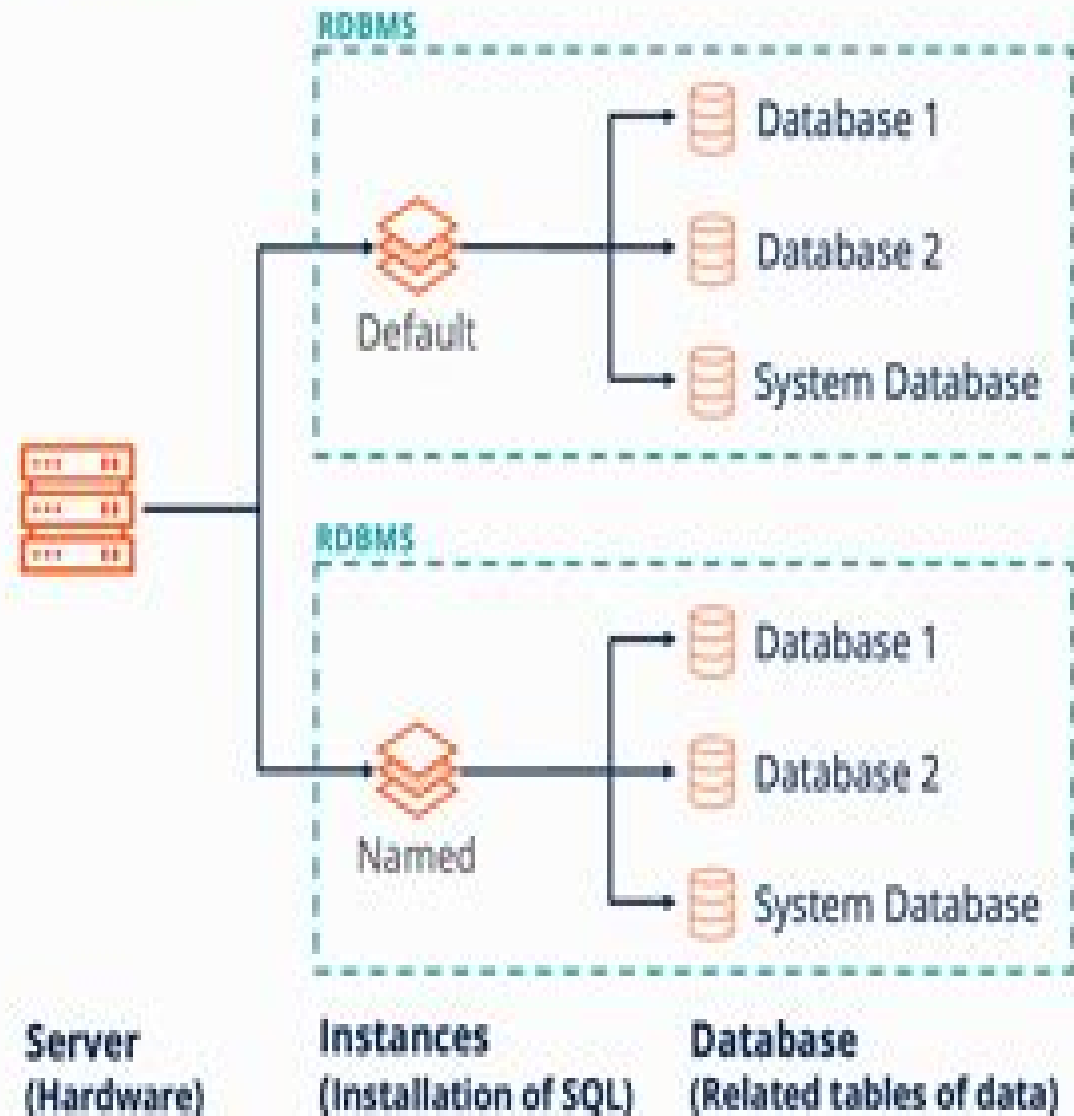 RDBMS
Database 1
Database 2
Default
System Database
RDBMS
Database 1
Database 2
Named
System Database
Server
(Hardware)
Instances
(Installation of SQL)
Database
(Related tables of data)